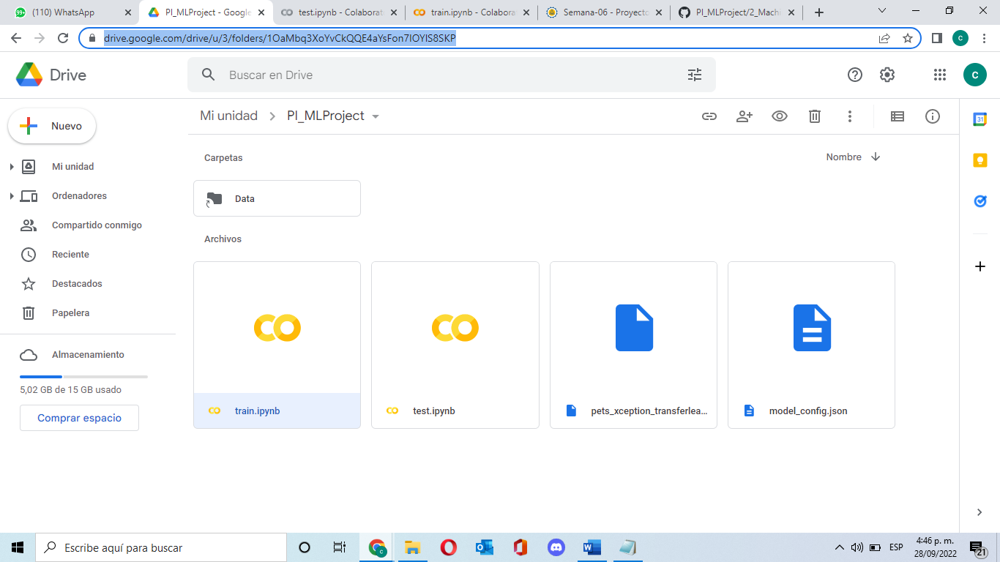 (110) WhatsApp
PI_MLProject - Google
test.ipynb - Colaborat
train.ipynb - Colabora
Semana-06 - Proyecto
PI_MLProject/2_Machi
drive.google.com/drive/u/3/folders/1OaMbq3XoYvCkQQE4aYsFon7IOYIS8SKP
C
Drive
Buscar en Drive
C
Nuevo
Mi unidad
PI_MLProject
31
Mi unidad
Ordenadores
Compartido conmigo
Reciente
Destacados
Papelera
Almacenamiento
5,02 GB de 15 GB usado
Comprar espacio
Carpetas
Nombre
Data
Archivos
train.ipynb
test.ipynb
pets_xception_transferlea...
model_config.json
Escribe aquí para buscar
ESP
4:46 p. m.
28/09/2022
21